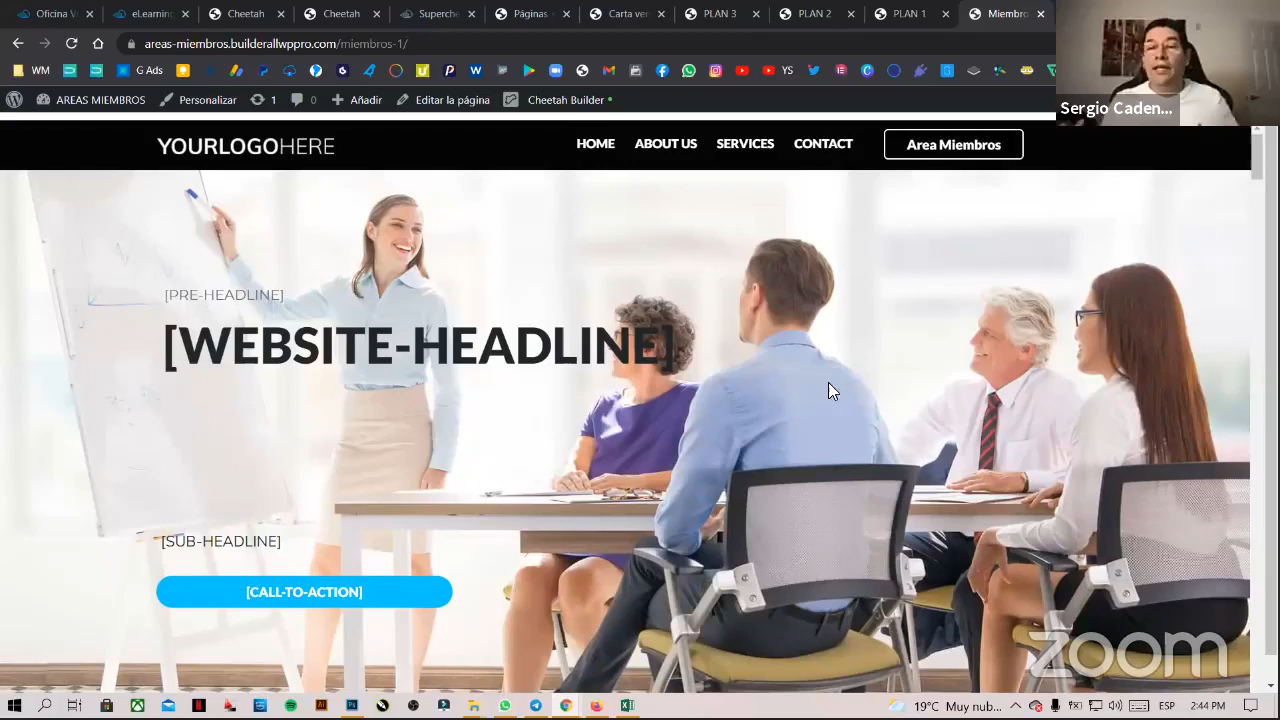 Oficina V
eLearning
Cheetah
Cheetah
Superche
Páginas
Carta ver
PLAN 3
PLAN 2
PLAN 1
Miembro
areas-miembros.builderallwppro.com/miembros-1/
WM
G Ads
YS
AREAS MIEMBROS
Personalizar
1
0
Añadir
Editar la página
Cheetah Builder
Sergio Caden...
YOURLOGOHERE
HOME
ABOUT US
SERVICES
CONTACT
Area Miembros
[PRE-HEADLINE]
[WEBSITE-HEADLINE]
[SUB-HEADLINE]
[CALL-TO-ACTION]
zoom
19°C Muy nub...
ESP
2:44 PM